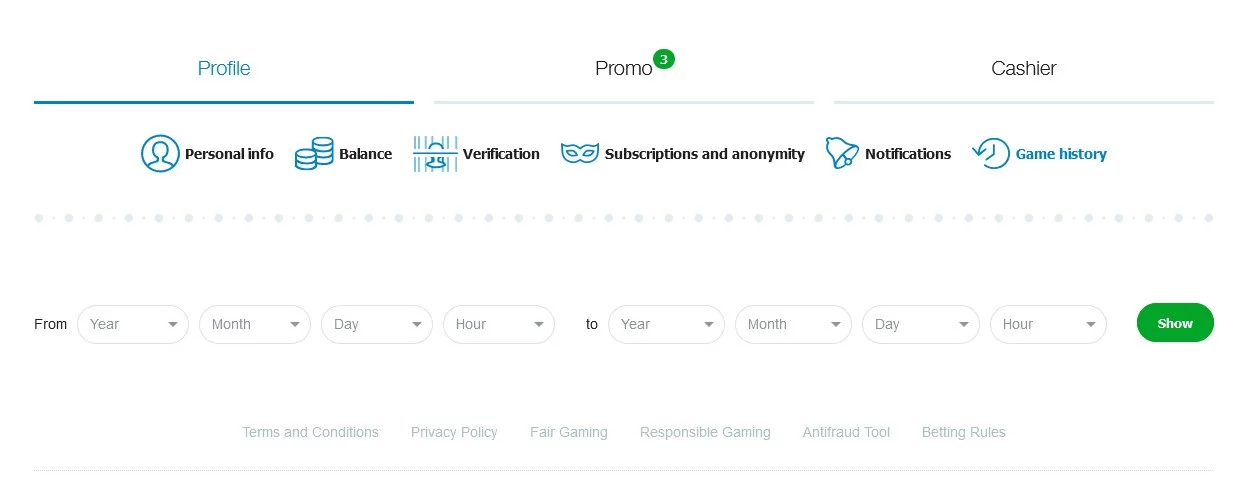 Profile Promo 3 Cashier
Personal info Balance Verification Subscriptions and anonymity Notifications Game history
From Year Month Day Hour to Year Month Day Hour Show
Terms and Conditions Privacy Policy Fair Gaming Responsible Gaming Antifraud Tool Betting Rules